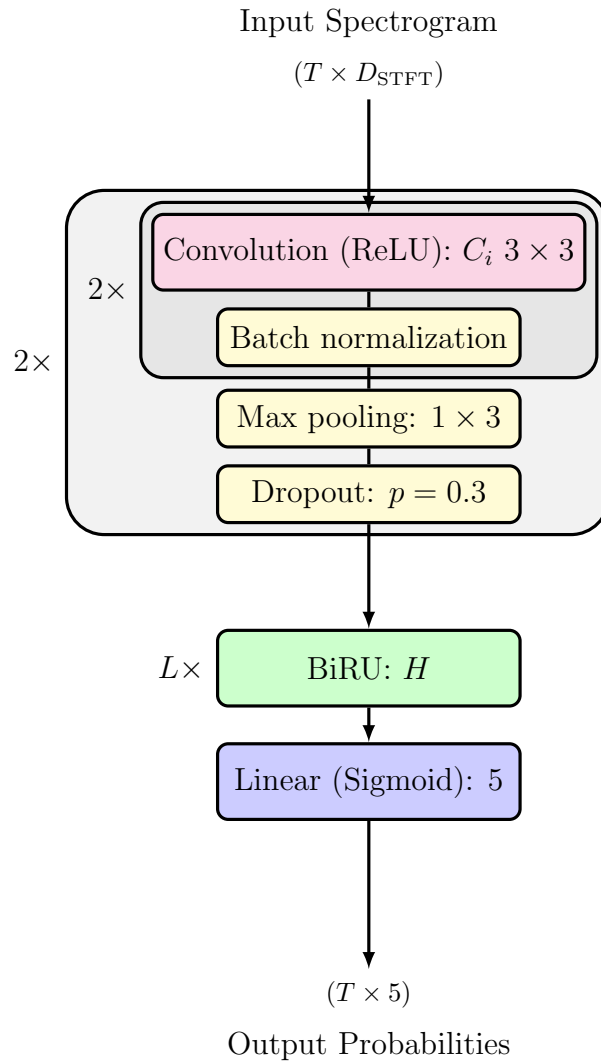 Input Spectrogram
(T × D_STFT)
Convolution (ReLU): C_i 3 × 3
2×
Batch normalization
2×
Max pooling: 1 × 3
Dropout: p = 0.3
L×
BiRU: H
Linear (Sigmoid): 5
(T × 5)
Output Probabilities